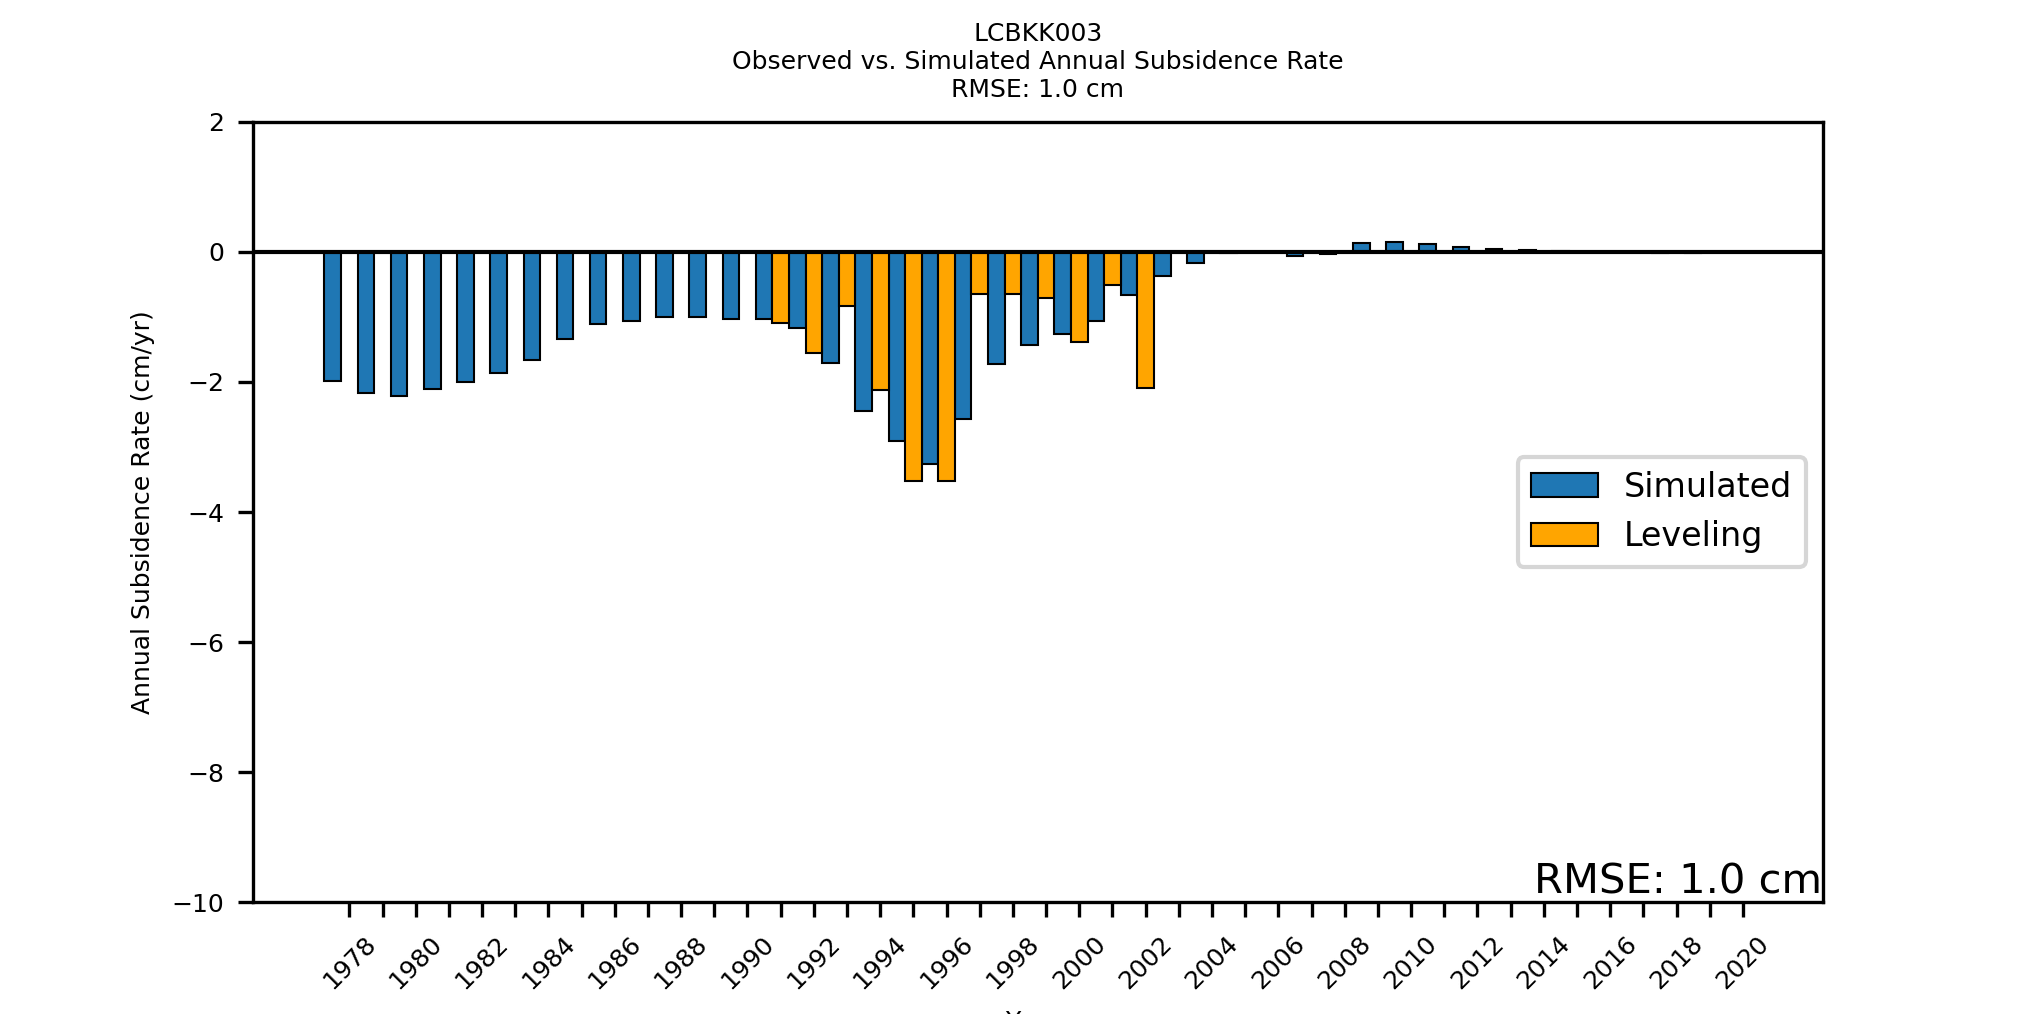 LCBKK003
Observed vs. Simulated Annual Subsidence Rate
RMSE: 1.0 cm
Annual Subsidence Rate (cm/yr)
2
0
−2
−4
−6
−8
−10
Simulated
Leveling
RMSE: 1.0 cm
1978 1980 1982 1984 1986 1988 1990 1992 1994 1996 1998 2000 2002 2004 2006 2008 2010 2012 2014 2016 2018 2020